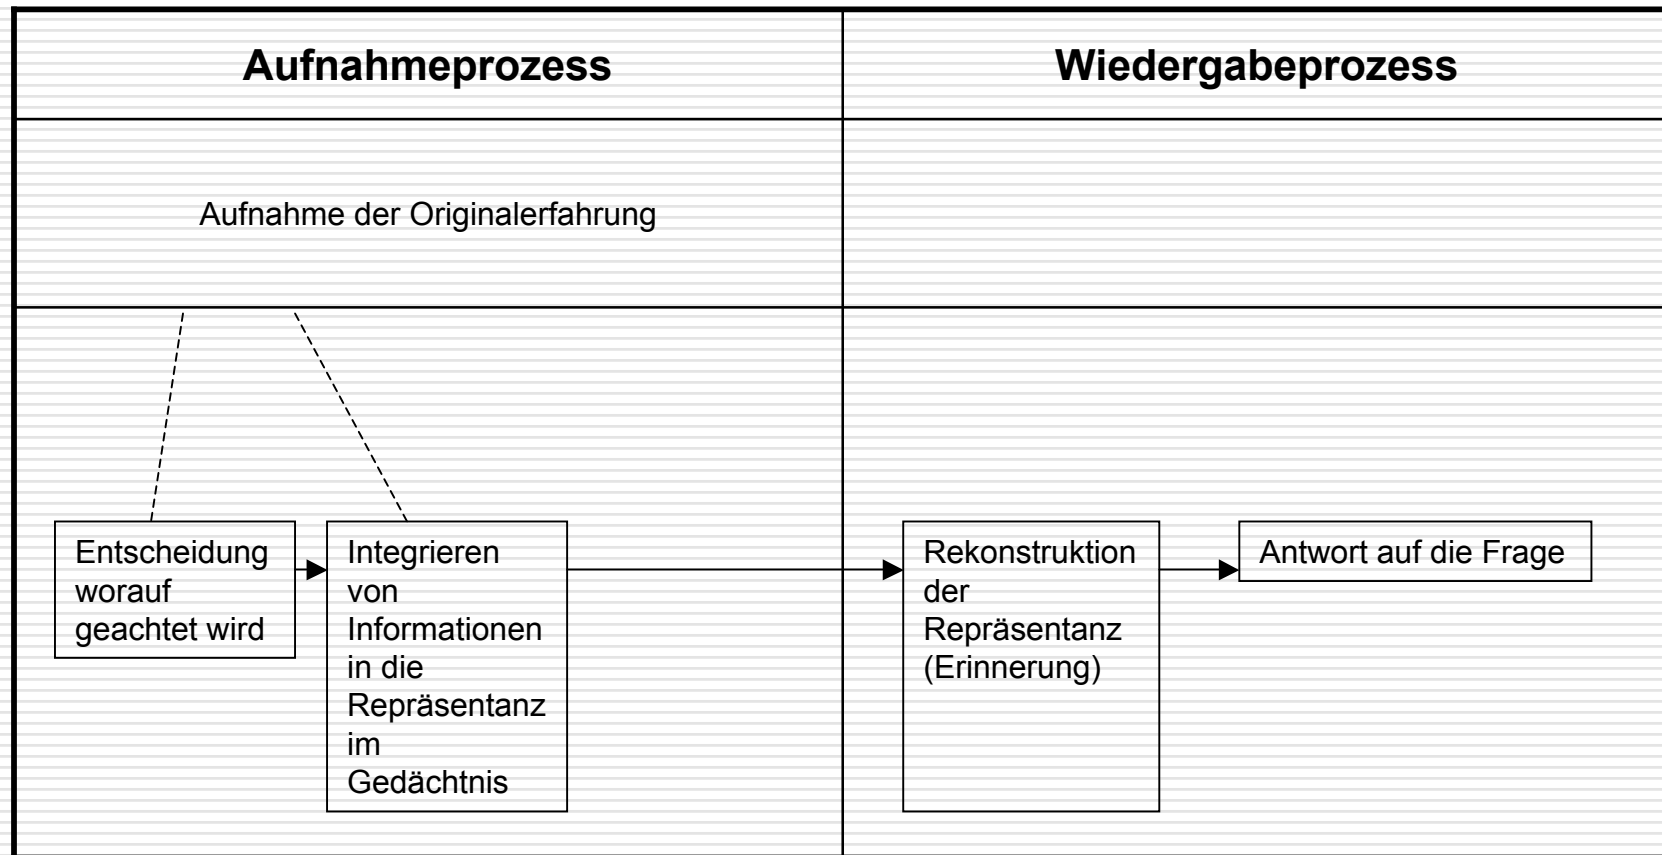 Aufnahmeprozess
Wiedergabeprozess
Aufnahme der Originalerfahrung
Entscheidung
worauf
geachtet wird
Integrieren
von
Informationen
in die
Repräsentanz
im
Gedächtnis
Rekonstruktion
der
Repräsentanz
(Erinnerung)
Antwort auf die Frage